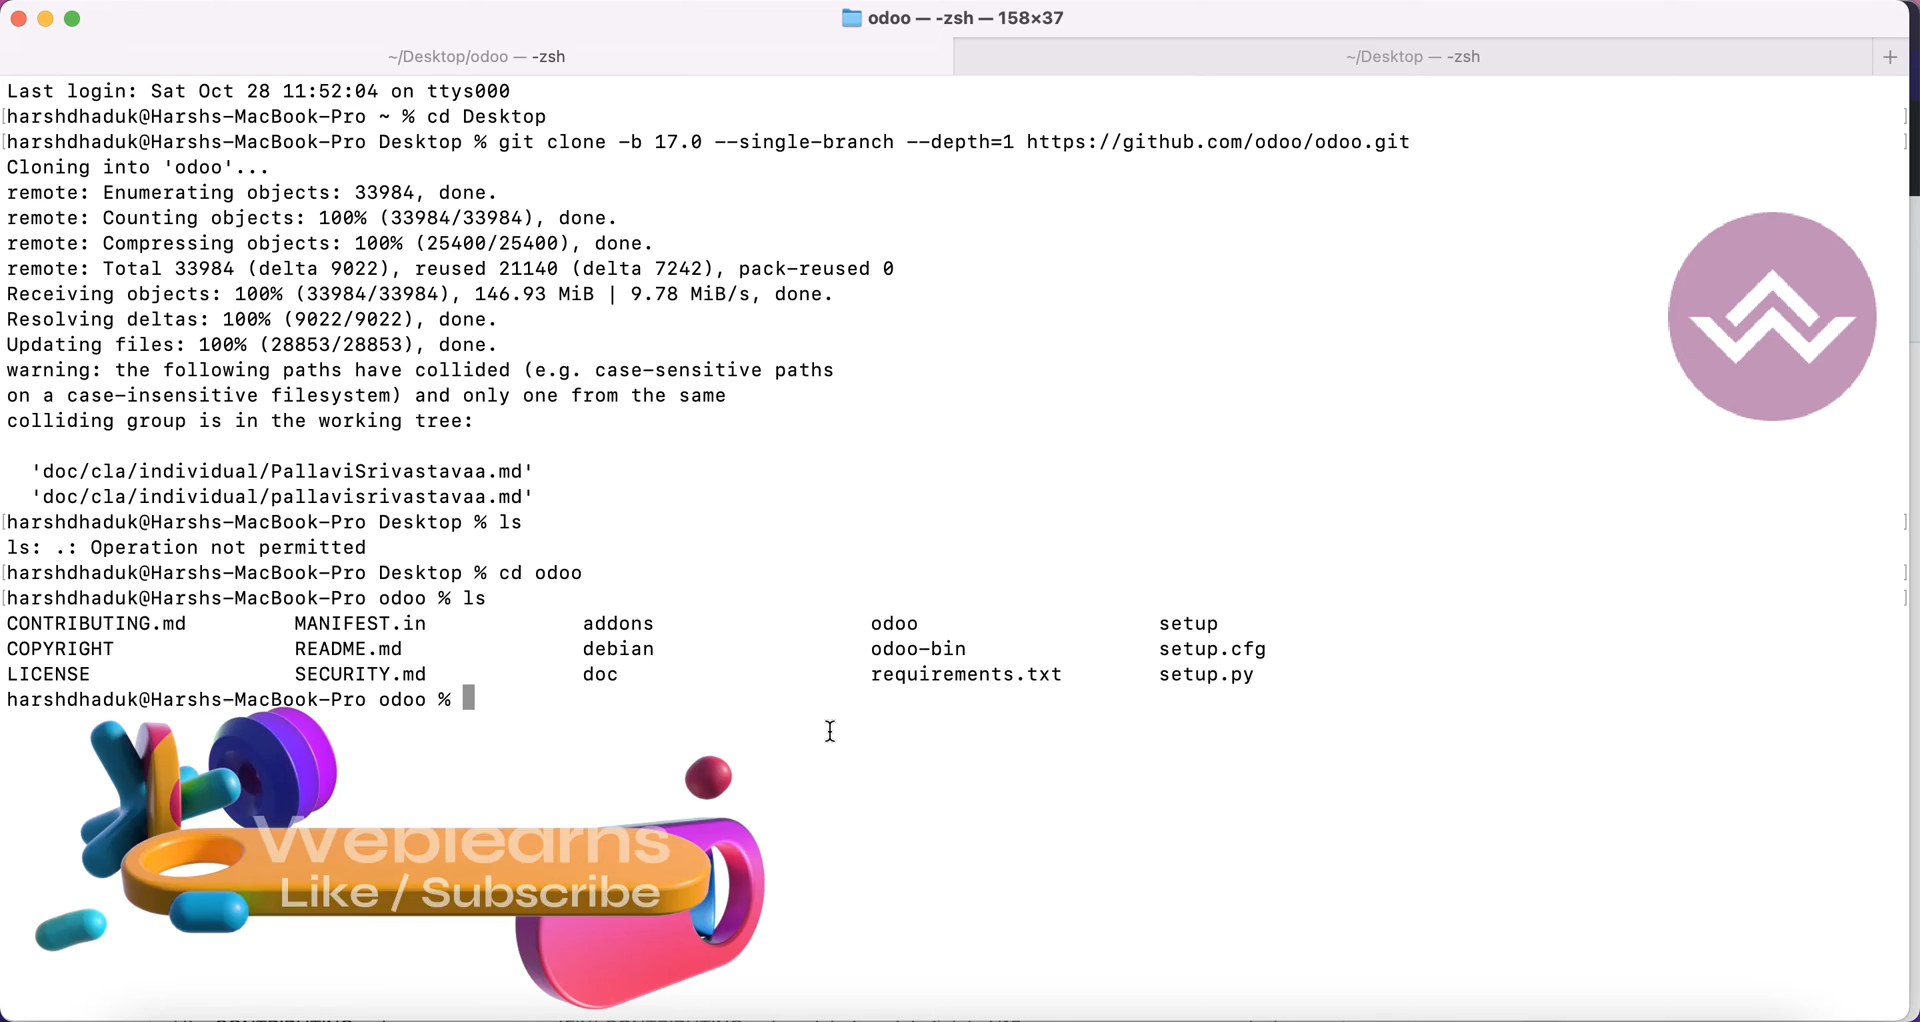 odoo — -zsh — 158×37
~/Desktop/odoo — -zsh
~/Desktop — -zsh
Last login: Sat Oct 28 11:52:04 on ttys000
[harshdhaduk@Harshs-MacBook-Pro ~ % cd Desktop ]
[harshdhaduk@Harshs-MacBook-Pro Desktop % git clone -b 17.0 --single-branch --depth=1 https://github.com/odoo/odoo.git ]
Cloning into 'odoo'...
remote: Enumerating objects: 33984, done.
remote: Counting objects: 100% (33984/33984), done.
remote: Compressing objects: 100% (25400/25400), done.
remote: Total 33984 (delta 9022), reused 21140 (delta 7242), pack-reused 0
Receiving objects: 100% (33984/33984), 146.93 MiB | 9.78 MiB/s, done.
Resolving deltas: 100% (9022/9022), done.
Updating files: 100% (28853/28853), done.
warning: the following paths have collided (e.g. case-sensitive paths
on a case-insensitive filesystem) and only one from the same
colliding group is in the working tree:
'doc/cla/individual/PallaviSrivastavaa.md'
'doc/cla/individual/pallavisrivastavaa.md'
[harshdhaduk@Harshs-MacBook-Pro Desktop % ls ]
ls: .: Operation not permitted
[harshdhaduk@Harshs-MacBook-Pro Desktop % cd odoo ]
[harshdhaduk@Harshs-MacBook-Pro odoo % ls ]
CONTRIBUTING.md MANIFEST.in addons odoo setup
COPYRIGHT README.md debian odoo-bin setup.cfg
LICENSE SECURITY.md doc requirements.txt setup.py
harshdhaduk@Harshs-MacBook-Pro odoo %
Weblearns
Like / Subscribe